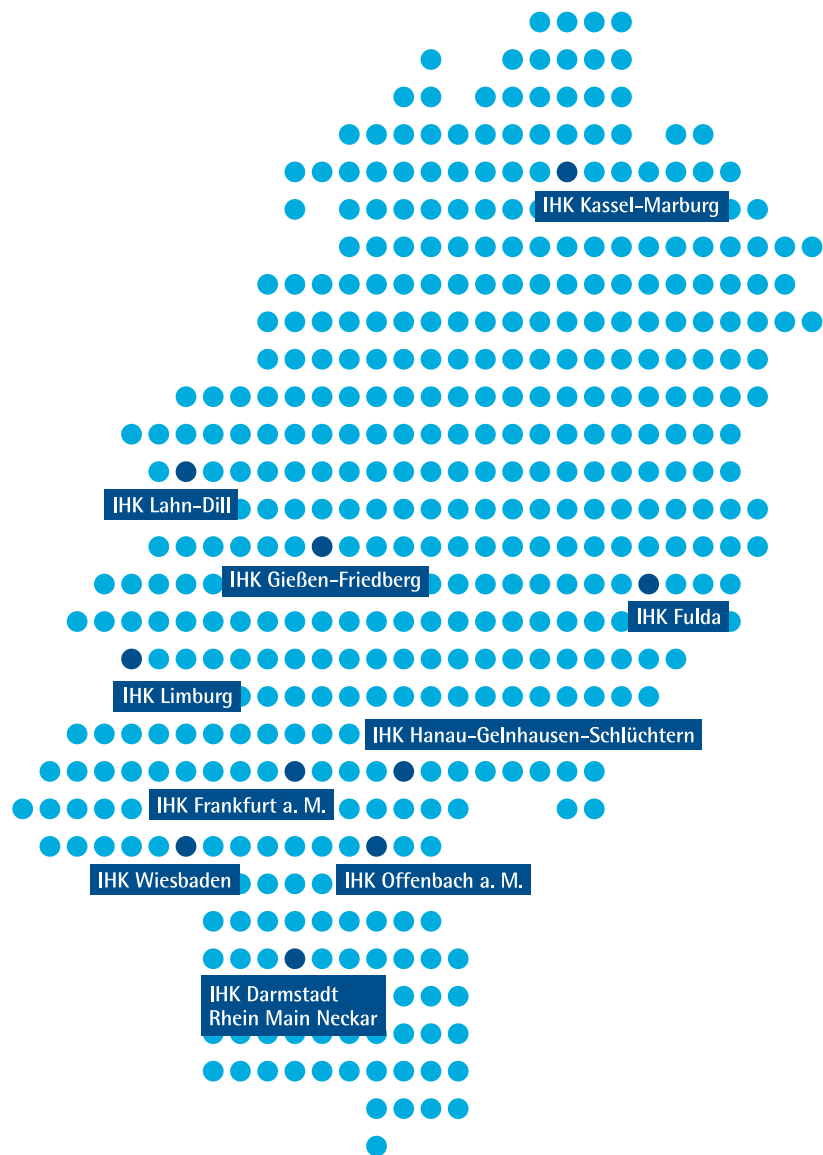 IHK Kassel-Marburg
IHK Lahn-Dill
IHK Gießen-Friedberg
IHK Fulda
IHK Limburg
IHK Hanau-Gelnhausen-Schlüchtern
IHK Frankfurt a. M.
IHK Wiesbaden
IHK Offenbach a. M.
IHK Darmstadt
Rhein Main Neckar